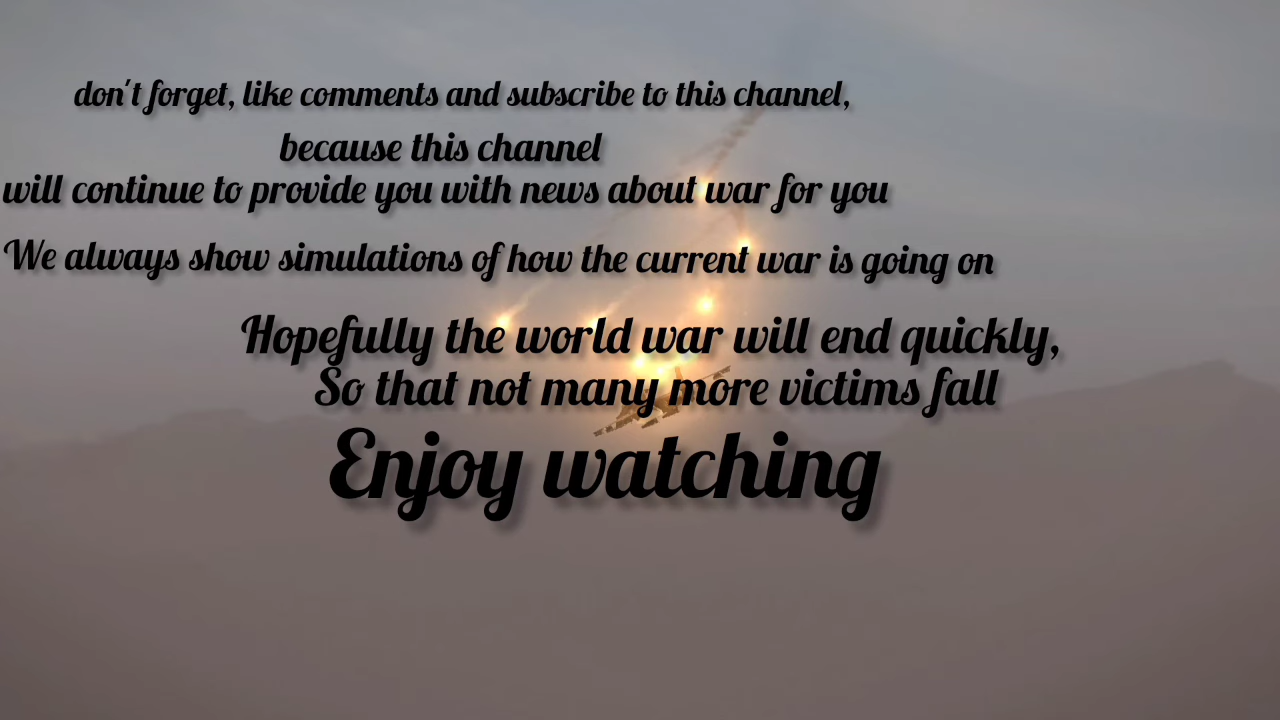 don't forget, like comments and subscribe to this channel,
because this channel
will continue to provide you with news about war for you
We always show simulations of how the current war is going on
Hopefully the world war will end quickly,
So that not many more victims fall
Enjoy watching